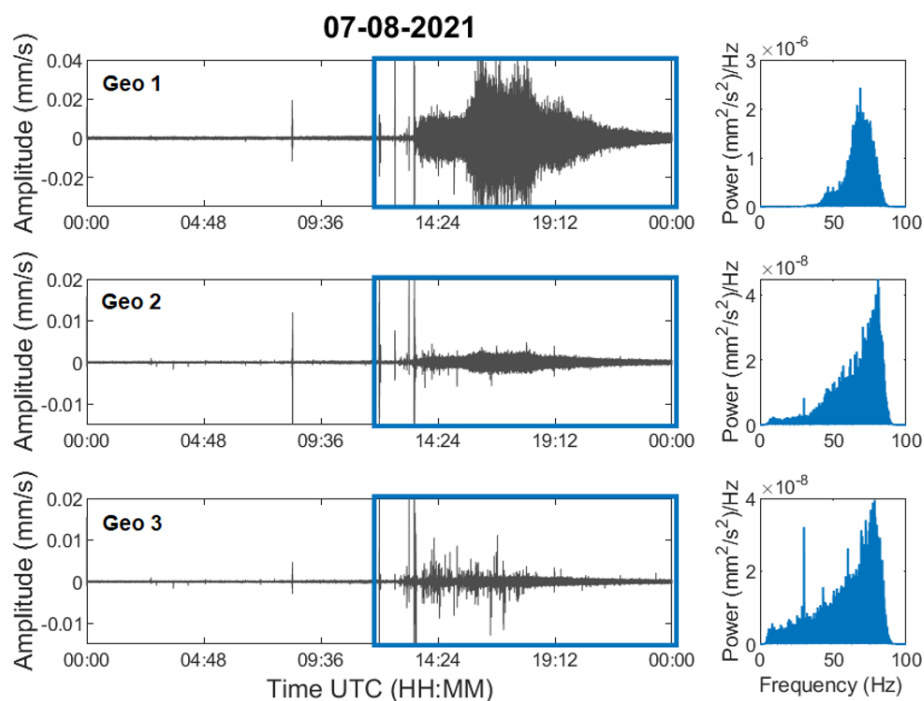 07-08-2021
Amplitude (mm/s)
0.04
0.02
0
-0.02
Geo 1
00:00 04:48 09:36 14:24 19:12 00:00
Power (mm²/s²)/Hz
×10⁻⁶
3
2
1
0
0 50 100
Amplitude (mm/s)
0.02
0.01
0
-0.01
Geo 2
00:00 04:48 09:36 14:24 19:12 00:00
Power (mm²/s²)/Hz
×10⁻⁸
4
2
0
0 50 100
Amplitude (mm/s)
0.02
0.01
0
-0.01
Geo 3
00:00 04:48 09:36 14:24 19:12 00:00
Time UTC (HH:MM)
Power (mm²/s²)/Hz
×10⁻⁸
4
2
0
0 50 100
Frequency (Hz)